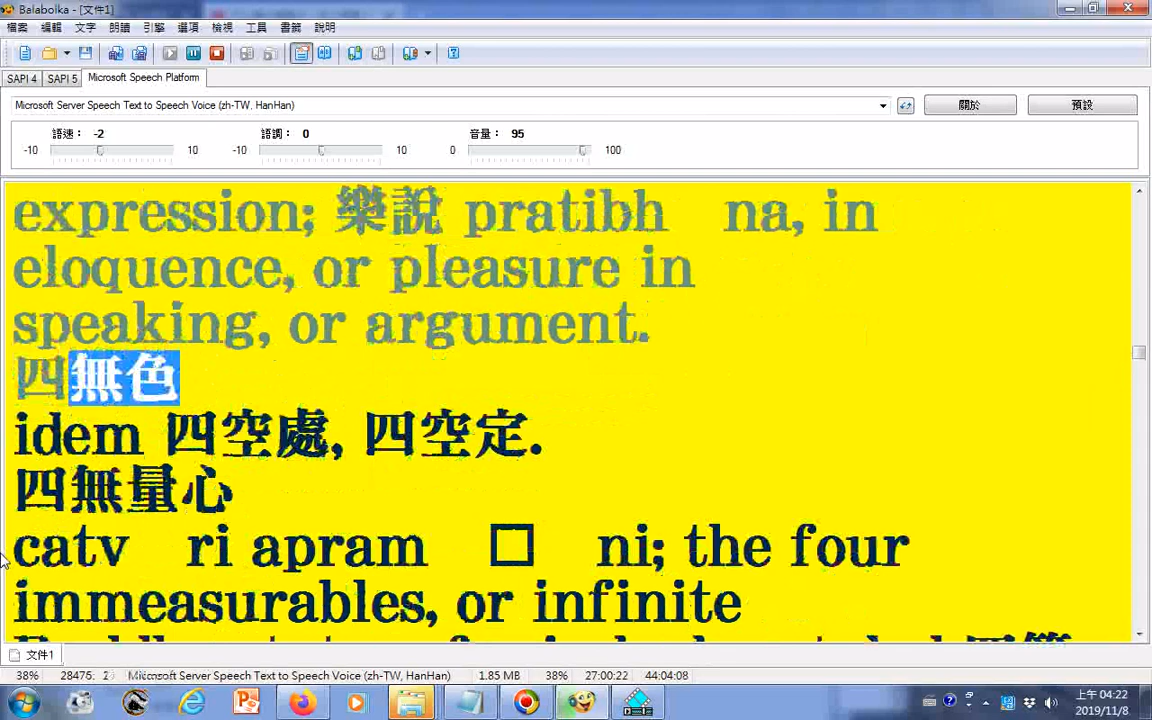 Balabolka - [文件1]
檔案 編輯 文字 朗讀 引擎 選項 檢視 工具 書籤 說明
SAPI 4 SAPI 5 Microsoft Speech Platform
Microsoft Server Speech Text to Speech Voice (zh-TW, HanHan) 關於 預設
語速： -2 語調： 0 音量： 95
-10 10 -10 10 0 100
expression; 樂說 pratibh na, in
eloquence, or pleasure in
speaking, or argument.
四無色
idem 四空處, 四空定.
四無量心
catv ri apram □ ni; the four
immeasurables, or infinite
文件1
38% 28475: Microsoft Server Speech Text to Speech Voice (zh-TW, HanHan) 1.85 MB 38% 27:00:22 44:04:08
上午 04:22
2019/11/8